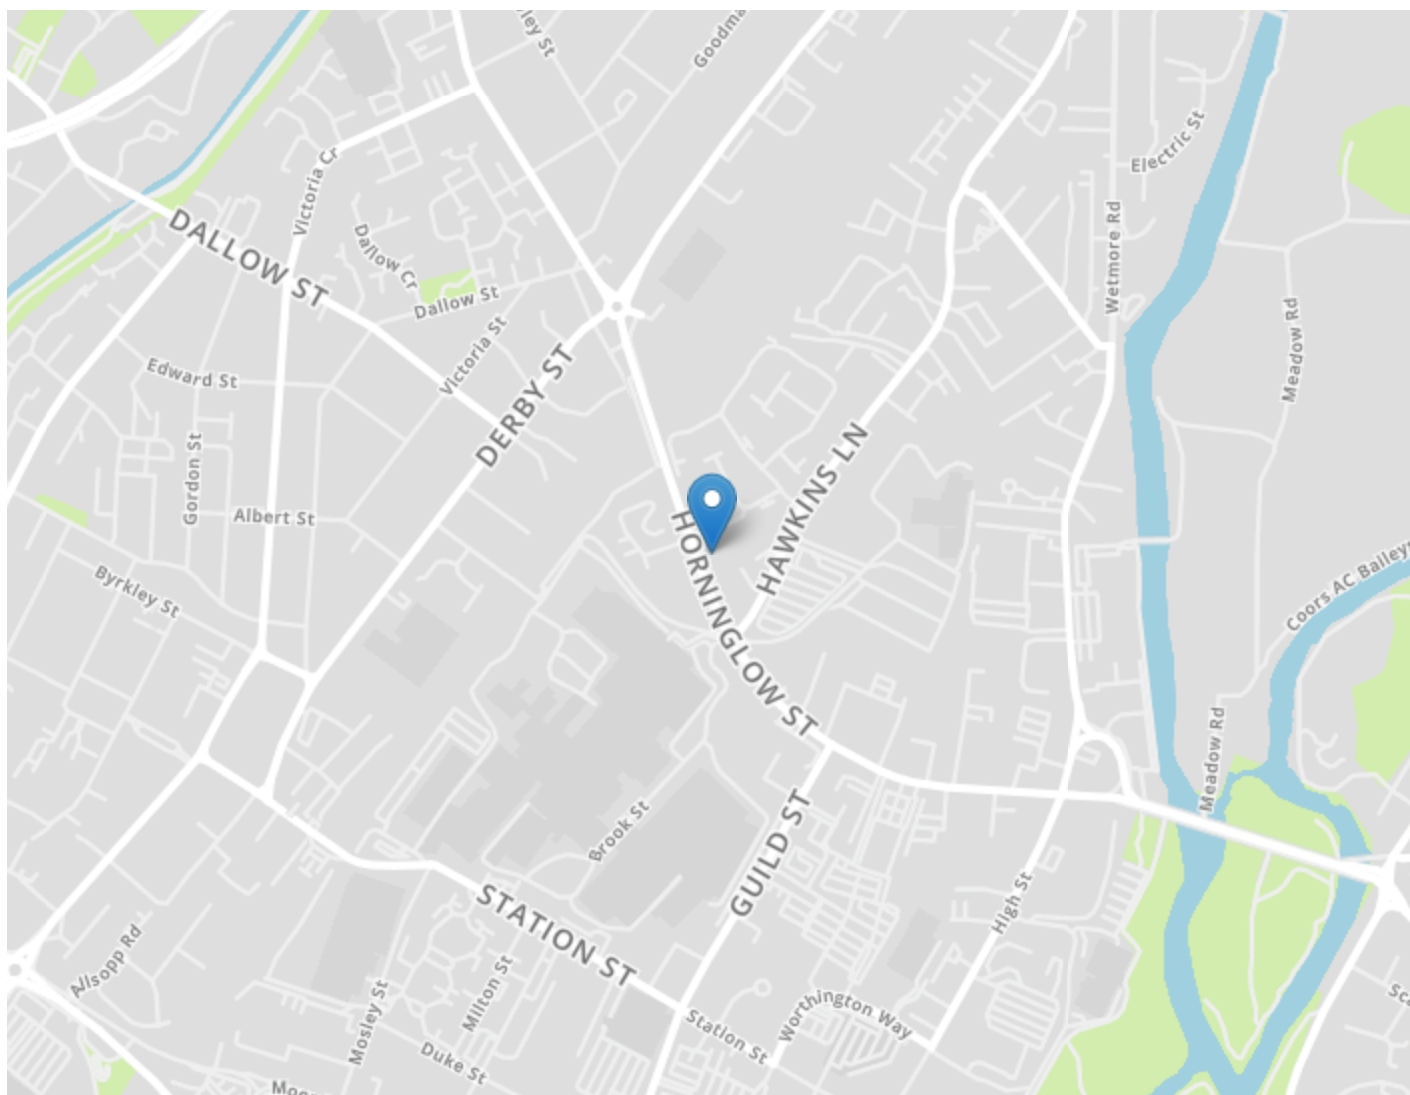 Electric St
Victoria Cr
Wetmore Rd
DALLOW ST
Dallow Cr
Dallow St
Meadow Rd
Victoria St
Edward St
DERBY ST
Gordon St
HAWKINS LN
Albert St
HORNINGLOW ST
Byrkley St
Coors AC Baileys
Meadow Rd
Brook St
GUILD ST
High St
STATION ST
Allsopp Rd
Milton St
Mosley St
Worthington Way
Station St
Duke St